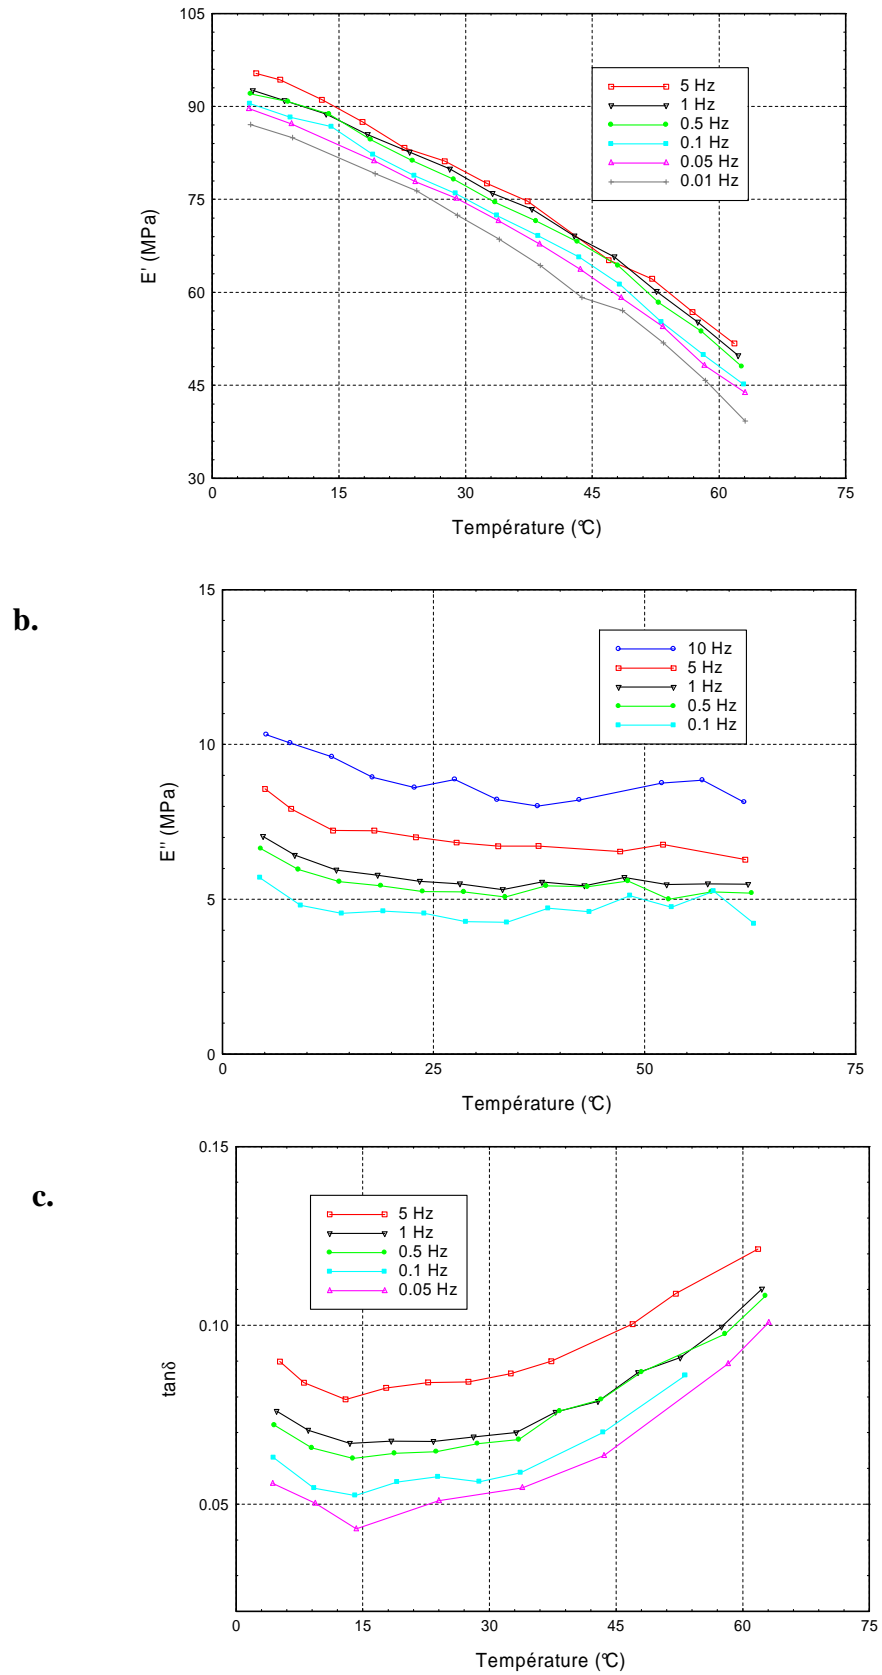 105
90
75
60
45
30
E' (MPa)
5 Hz
1 Hz
0.5 Hz
0.1 Hz
0.05 Hz
0.01 Hz
0
15
30
45
60
75
Température (°C)
b.
15
10
5
0
E'' (MPa)
10 Hz
5 Hz
1 Hz
0.5 Hz
0.1 Hz
0
25
50
75
Température (°C)
c.
0.15
0.10
0.05
tanδ
5 Hz
1 Hz
0.5 Hz
0.1 Hz
0.05 Hz
0
15
30
45
60
75
Température (°C)